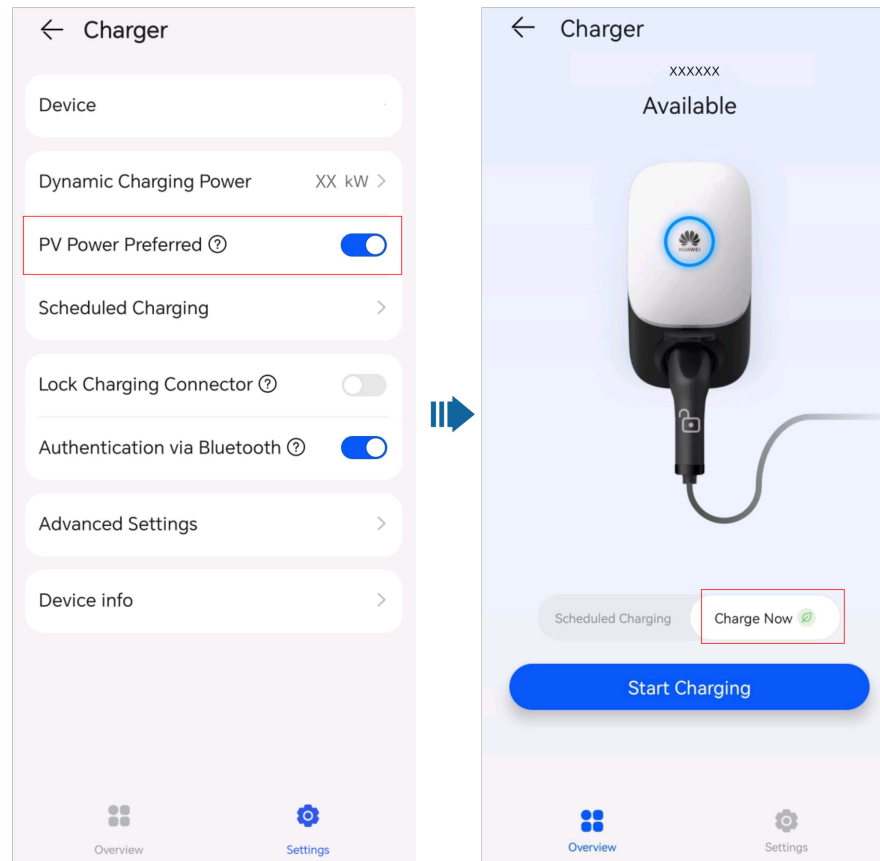 Charger
Device
Dynamic Charging Power XX kW
PV Power Preferred
Scheduled Charging
Lock Charging Connector
Authentication via Bluetooth
Advanced Settings
Device info
Overview Settings
Charger
XXXXXX
Available
HUAWEI
Scheduled Charging Charge Now
Start Charging
Overview Settings